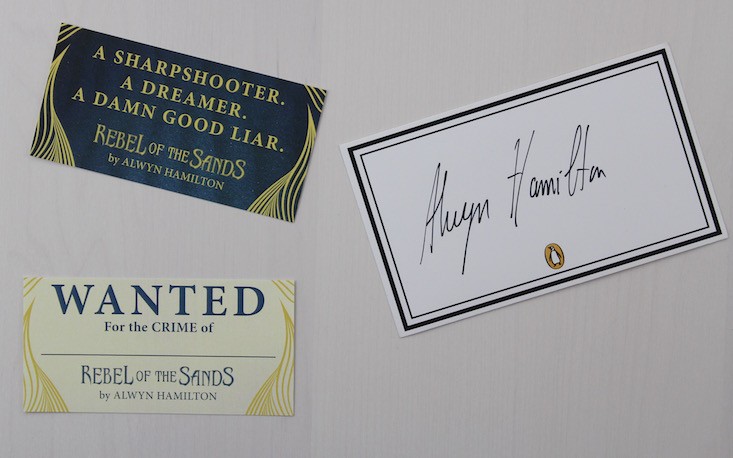 A SHARPSHOOTER.
A DREAMER.
A DAMN GOOD LIAR.
REBEL OF THE SANDS
by ALWYN HAMILTON
WANTED
For the CRIME of
REBEL OF THE SANDS
by ALWYN HAMILTON
Alwyn Hamilton